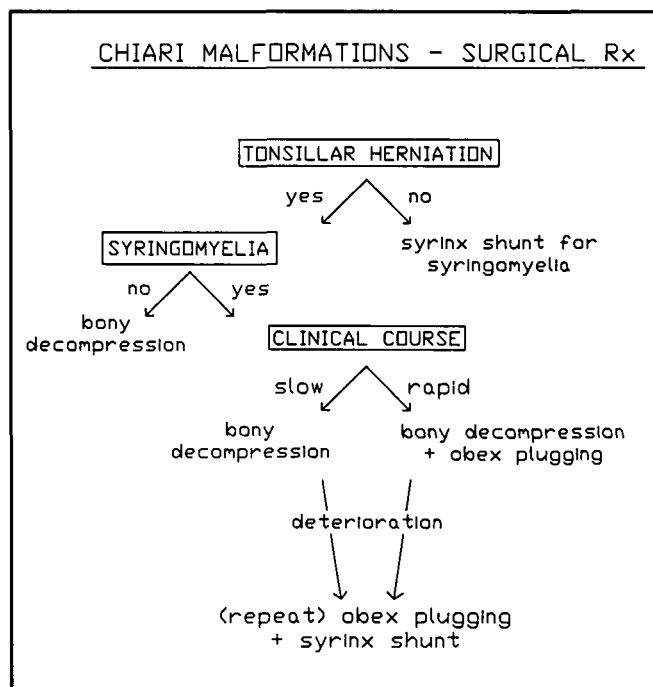 CHIARI MALFORMATIONS - SURGICAL Rx
TONSILLAR HERNIATION
yes no
SYRINGOMYELIA
syrinx shunt for
syringomyelia
no yes
bony
decompression
CLINICAL COURSE
slow rapid
bony
decompression
bony decompression
+ obex plugging
deterioration
(repeat) obex plugging
+ syrinx shunt